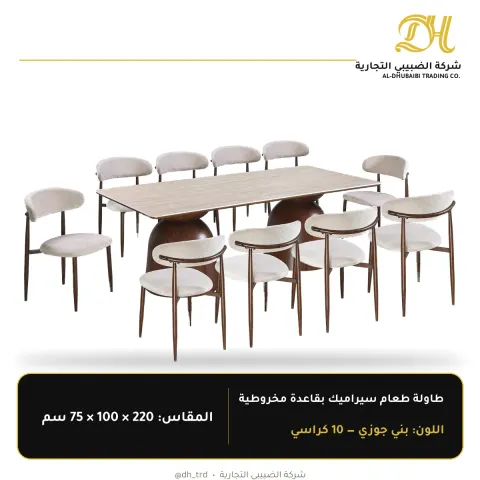 DH
شركة الضبيبي التجارية
AL-DHUBAIBI TRADING CO.
طاولة طعام سيراميك بقاعدة مخروطية
اللون: بني جوزي – 10 كراسي
المقاس: 220 × 100 × 75 سم
شركة الضبيبي التجارية • @dh_trd